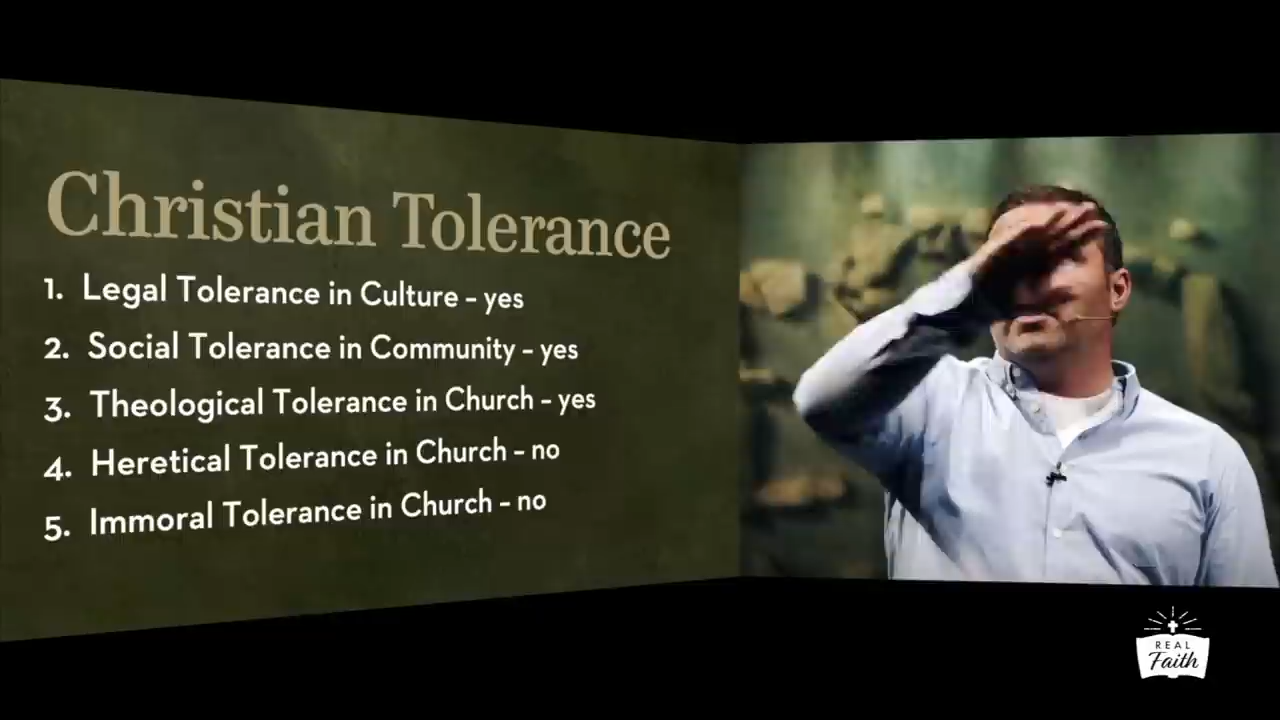 Christian Tolerance
1. Legal Tolerance in Culture - yes
2. Social Tolerance in Community - yes
3. Theological Tolerance in Church - yes
4. Heretical Tolerance in Church - no
5. Immoral Tolerance in Church - no
REAL
Faith